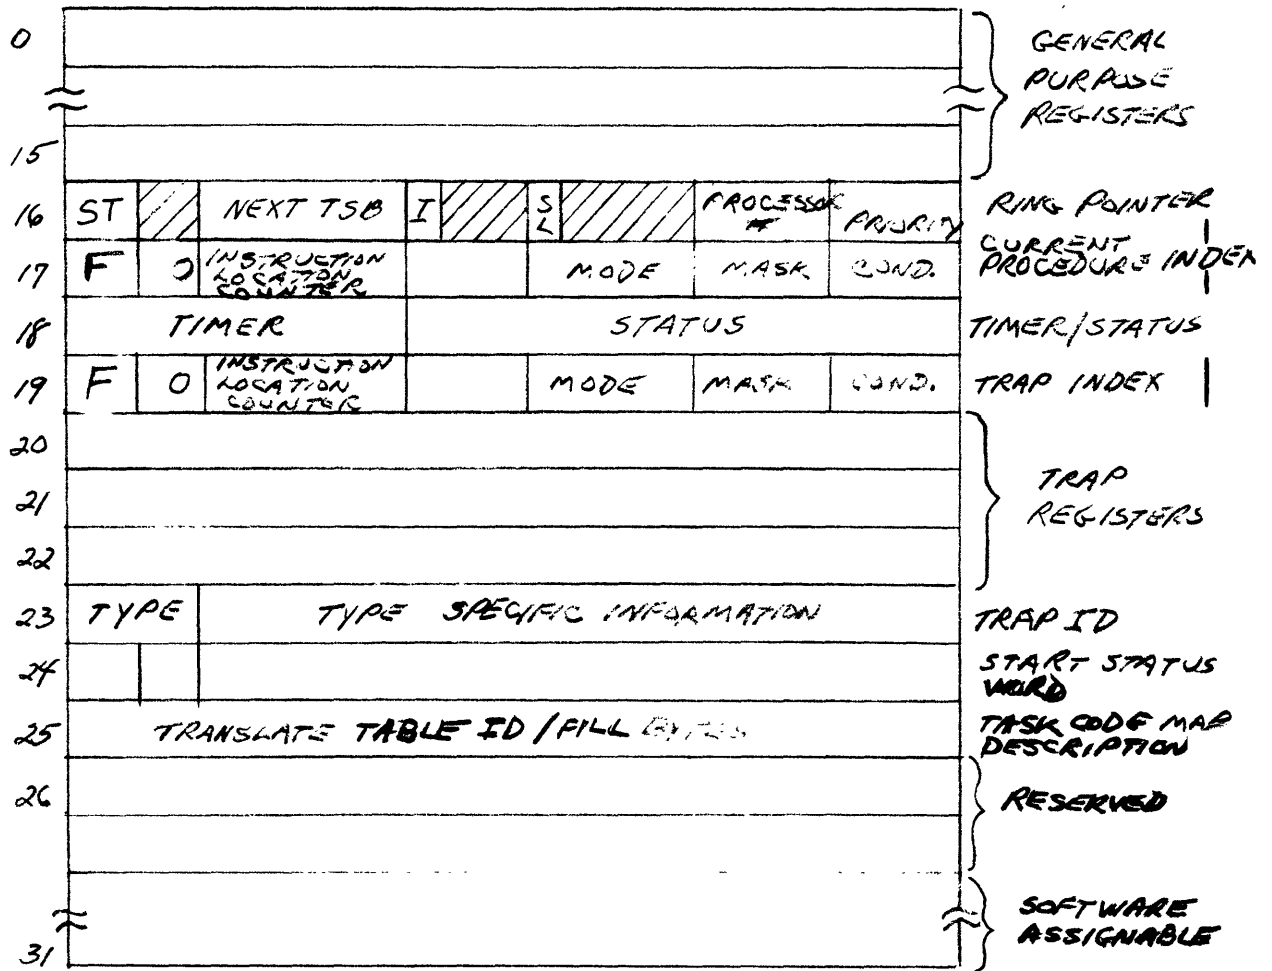 0
GENERAL
PURPOSE
REGISTERS
15
16 ST NEXT TSB I SL PROCESSOR # PRIORITY RING POINTER
17 F 0 INSTRUCTION LOCATION COUNTER MODE MASK COND. CURRENT PROCEDURE INDEX
18 TIMER STATUS TIMER/STATUS
19 F 0 INSTRUCTION LOCATION COUNTER MODE MASK COND. TRAP INDEX
20
21
TRAP
REGISTERS
22
23 TYPE TYPE SPECIFIC INFORMATION TRAP ID
24 START STATUS WORD
25 TRANSLATE TABLE ID / FILL BYTES TASK CODE MAP DESCRIPTION
26 RESERVED
SOFTWARE
ASSIGNABLE
31